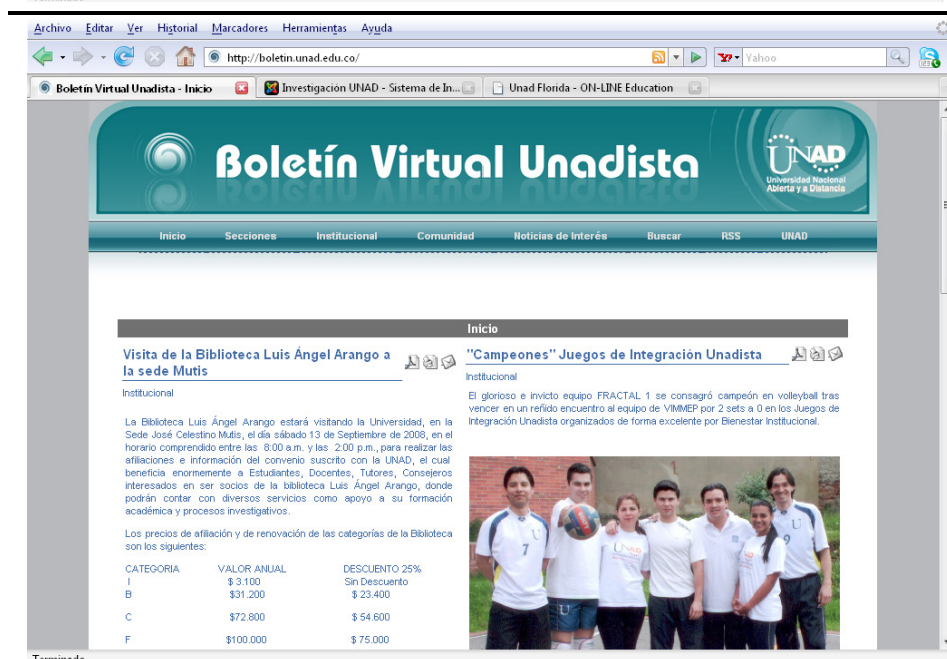 Archivo Editar Ver Historial Marcadores Herramientas Ayuda
http://boletin.unad.edu.co/
Yahoo
Boletín Virtual Unadista - Inicio
Investigación UNAD - Sistema de In...
Unad Florida - ON-LINE Education
Boletín Virtual Unadista
UNAD
Universidad Nacional
Abierta y a Distancia
Inicio Secciones Institucional Comunidad Noticias de Interés Buscar RSS UNAD
Inicio
Visita de la Biblioteca Luis Ángel Arango a
la sede Mutis
Institucional
La Biblioteca Luis Ángel Arango estará visitando la Universidad, en la
Sede José Celestino Mutis, el día sábado 13 de Septiembre de 2008, en el
horario comprendido entre las 8:00 a.m. y las 2:00 p.m., para realizar las
afiliaciones e información del convenio suscrito con la UNAD, el cual
beneficia enormemente a Estudiantes, Docentes, Tutores, Consejeros
interesados en ser socios de la biblioteca Luis Ángel Arango, donde
podrán contar con diversos servicios como apoyo a su formación
académica y procesos investigativos.
Los precios de afiliación y de renovación de las categorías de la Biblioteca
son los siguientes:
CATEGORIA VALOR ANUAL DESCUENTO 25%
I $ 3.100 Sin Descuento
B $31.200 $ 23.400
C $72.800 $ 54.600
F $100.000 $ 75.000
"Campeones" Juegos de Integración Unadista
Institucional
El glorioso e invicto equipo FRACTAL 1 se consagró campeón en volleyball tras
vencer en un reñido encuentro al equipo de VIMMEP por 2 sets a 0 en los Juegos de
Integración Unadista organizados de forma excelente por Bienestar Institucional.
7
U
UNAD
U
9